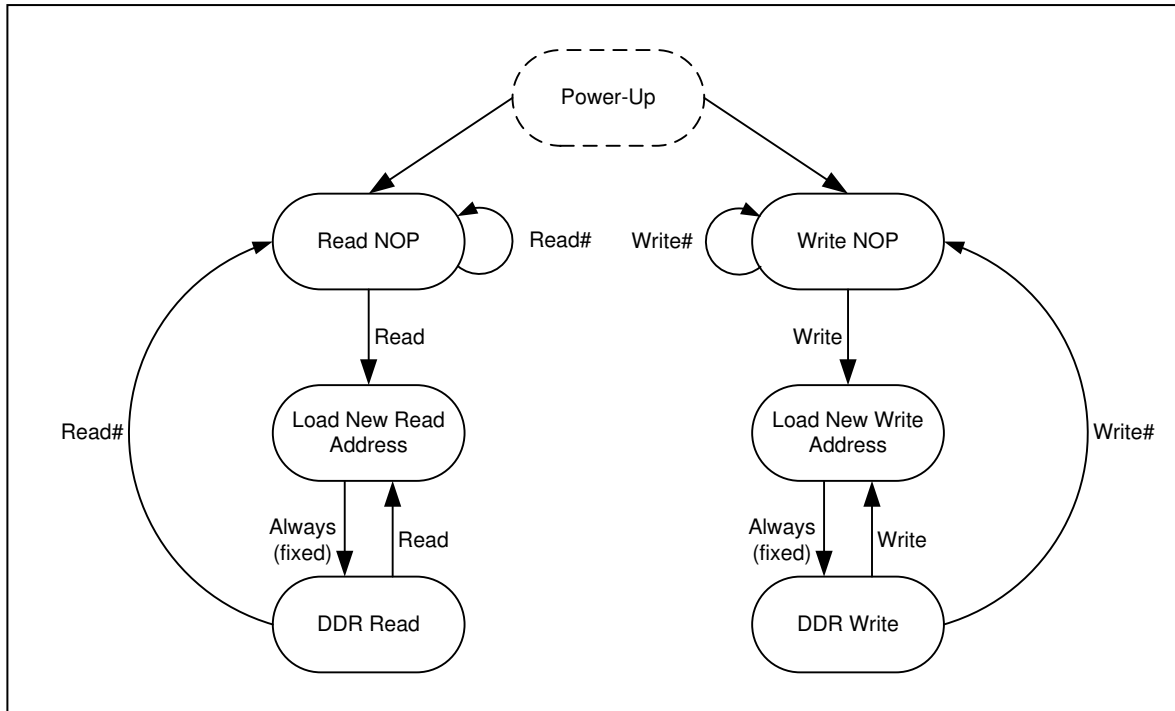 Power-Up
Read NOP
Read#
Write#
Write NOP
Read
Write
Load New Read
Address
Load New Write
Address
Read#
Write#
Always
(fixed)
Read
Always
(fixed)
Write
DDR Read
DDR Write